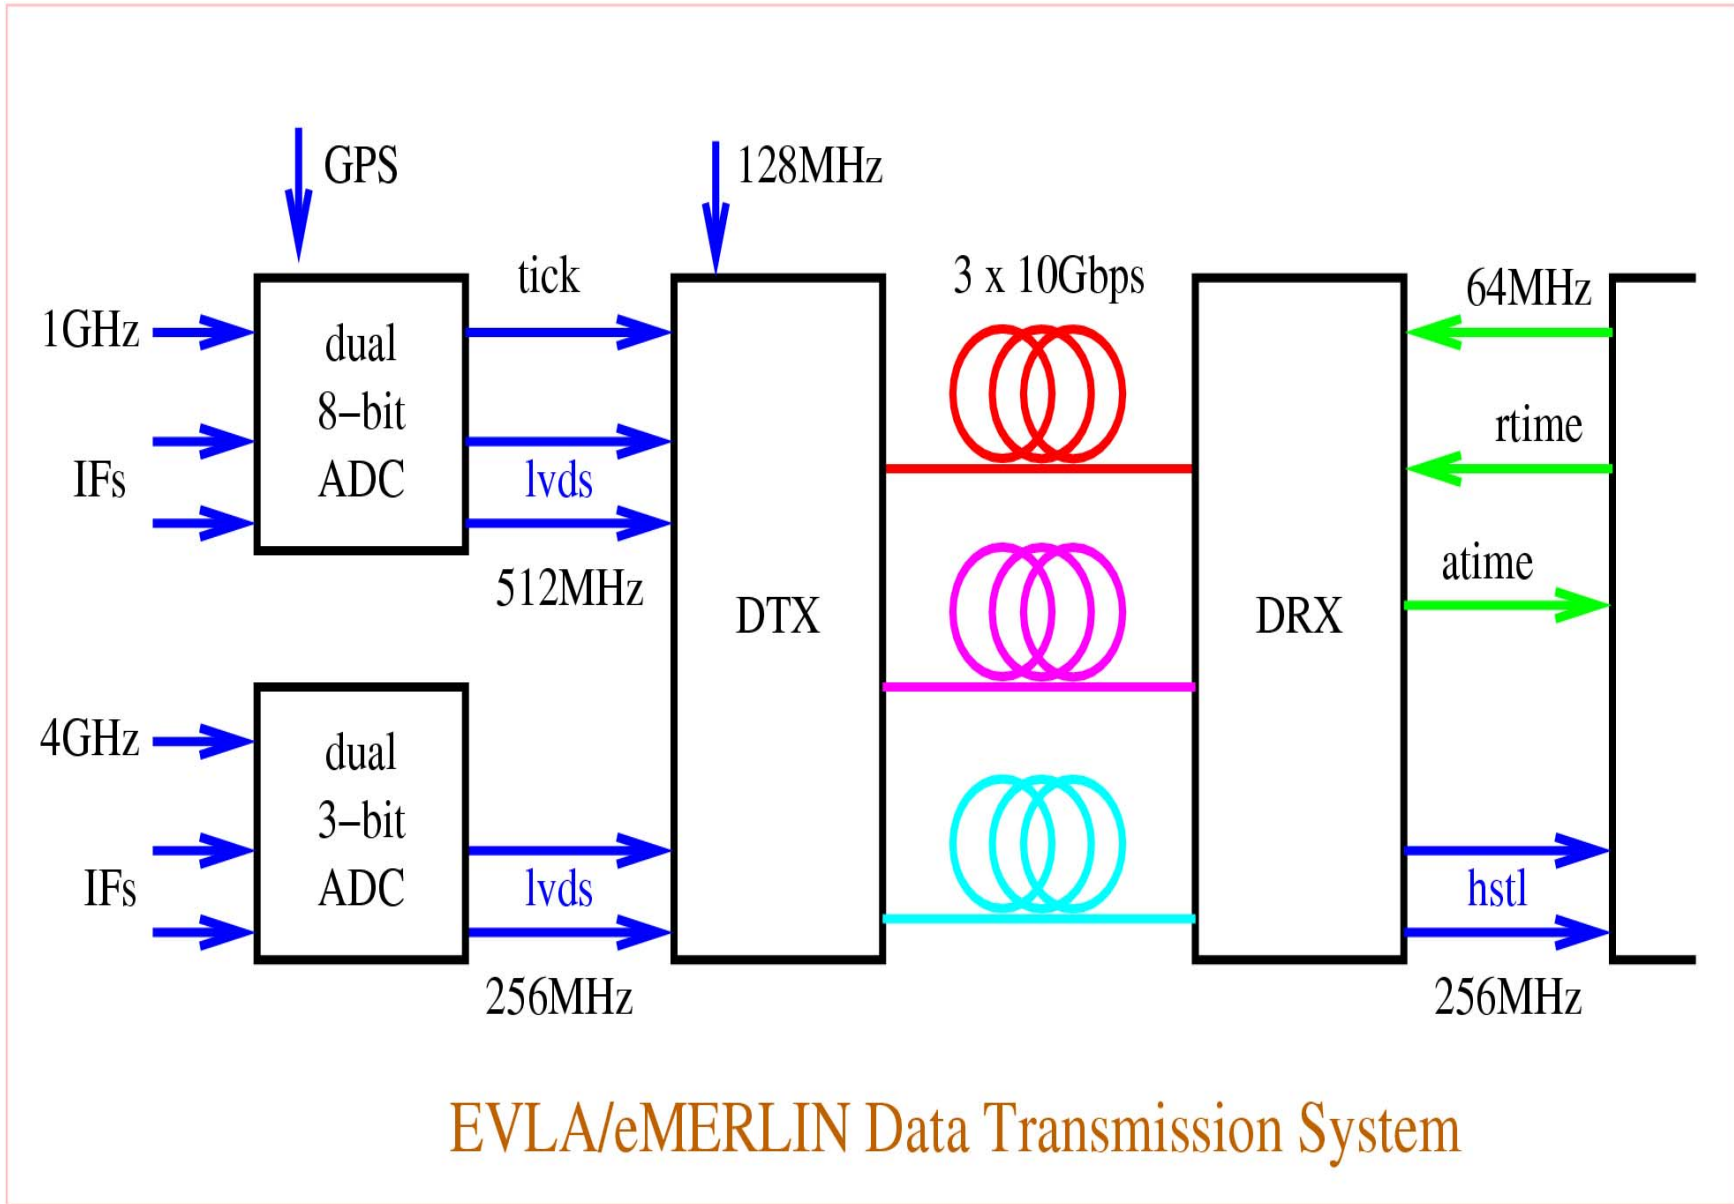 GPS
128MHz
tick
3 x 10Gbps
64MHz
1GHz
dual
8−bit
ADC
IFs
lvds
512MHz
rtime
atime
DTX
DRX
4GHz
dual
3−bit
ADC
IFs
lvds
256MHz
hstl
256MHz
EVLA/eMERLIN Data Transmission System